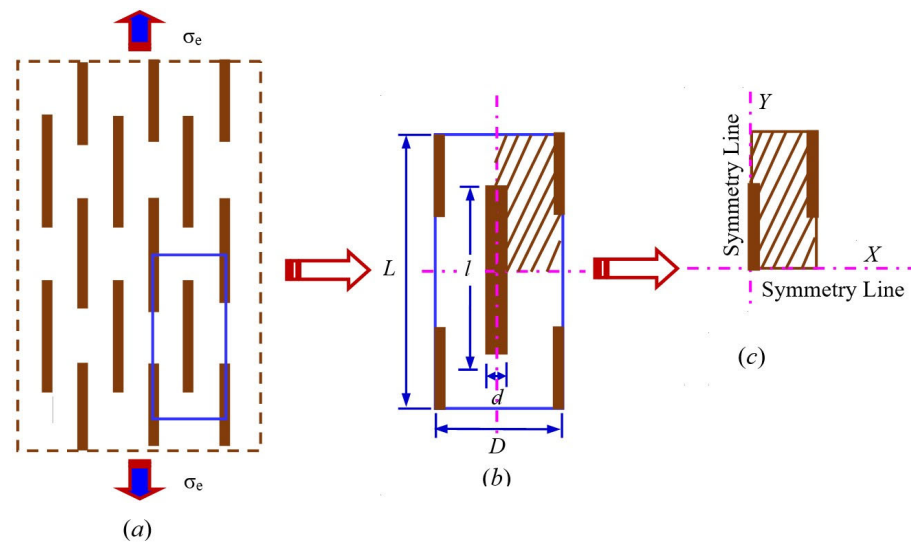 σe
σe
(a)
L
l
d
D
(b)
Y
Symmetry Line
X
Symmetry Line
(c)